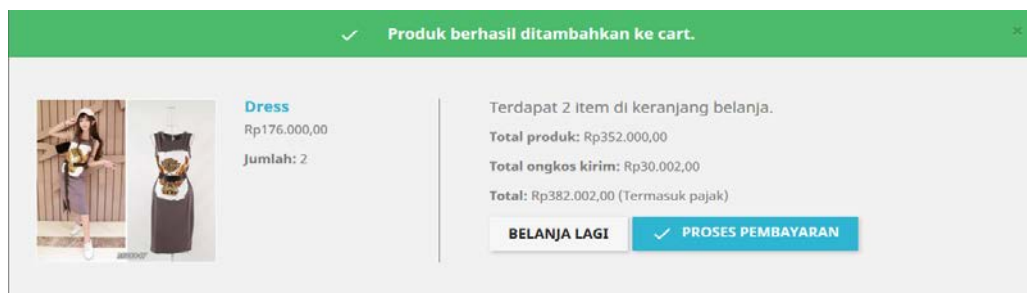 Produk berhasil ditambahkan ke cart.
Dress
Rp176.000,00
Jumlah: 2
Terdapat 2 item di keranjang belanja.
Total produk: Rp352.000,00
Total ongkos kirim: Rp30.002,00
Total: Rp382.002,00 (Termasuk pajak)
BELANJA LAGI
PROSES PEMBAYARAN